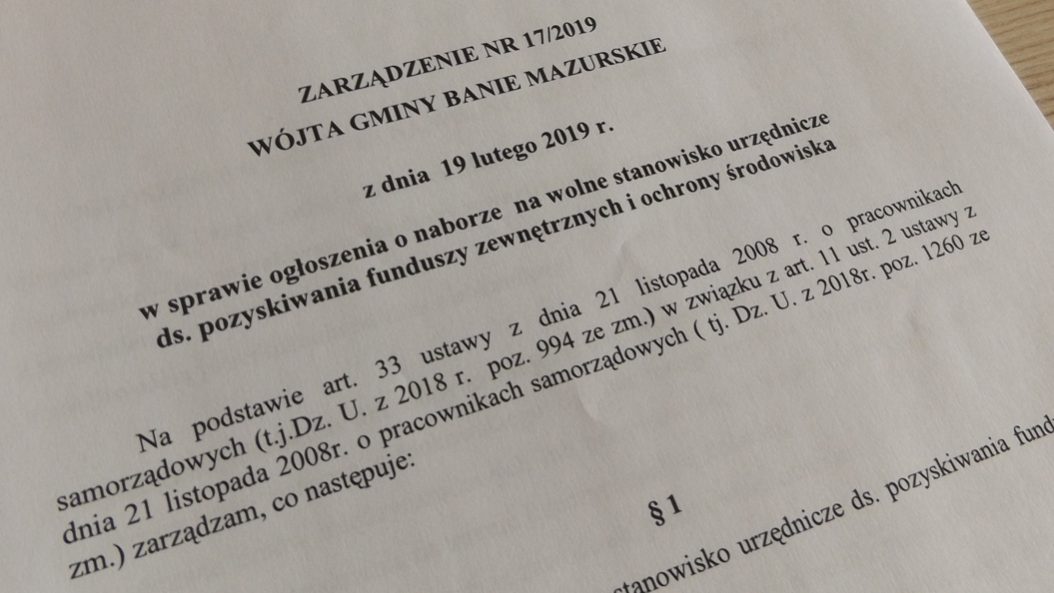 ZARZĄDZENIE NR 17/2019
WÓJTA GMINY BANIE MAZURSKIE
z dnia 19 lutego 2019 r.
w sprawie ogłoszenia o naborze na wolne stanowisko urzędnicze
ds. pozyskiwania funduszy zewnętrznych i ochrony środowiska
Na podstawie art. 33 ustawy z dnia 21 listopada 2008 r. o pracownikach
samorządowych (t.j.Dz. U. z 2018 r. poz. 994 ze zm.) w związku z art. 11 ust. 2 ustawy z
dnia 21 listopada 2008r. o pracownikach samorządowych ( tj. Dz. U. z 2018r. poz. 1260 ze
zm.) zarządzam, co następuje:
§ 1
stanowisko urzędnicze ds. pozyskiwania fundu